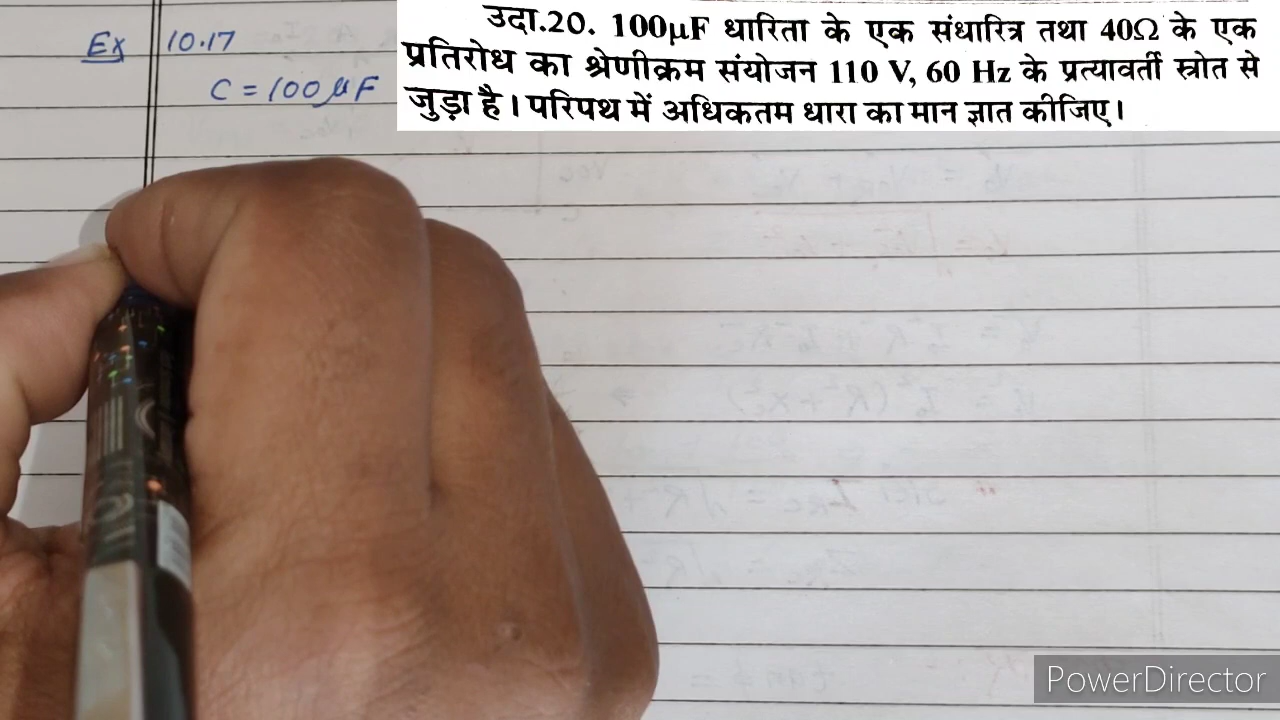 उदा.20. 100μF धारिता के एक संधारित्र तथा 40Ω के एक
प्रतिरोध का श्रेणीक्रम संयोजन 110 V, 60 Hz के प्रत्यावर्ती स्त्रोत से
जुड़ा है। परिपथ में अधिकतम धारा का मान ज्ञात कीजिए।
Ex 10.17
C = 100 μF
PowerDirector